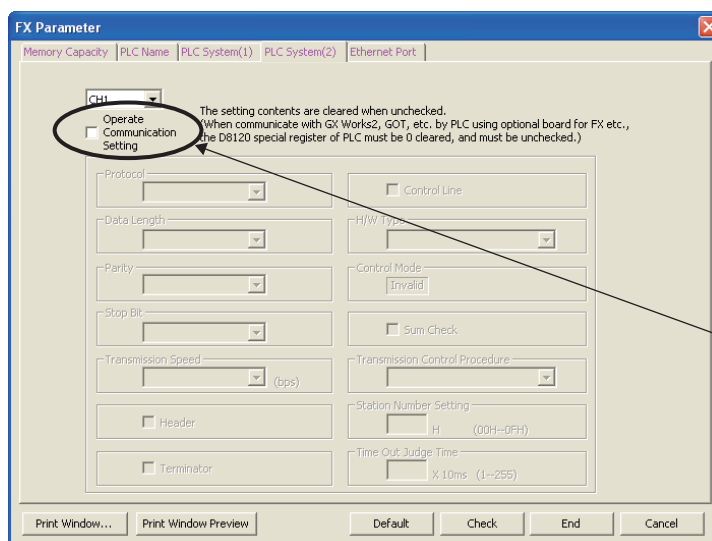 FX Parameter
Memory Capacity PLC Name PLC System(1) PLC System(2) Ethernet Port
CH1
Operate
Communication
Setting
The setting contents are cleared when unchecked.
(When communicate with GX Works2, GOT, etc. by PLC using optional board for FX etc.,
the D8120 special register of PLC must be 0 cleared, and must be unchecked.)
Protocol
Control Line
Data Length
H/W Type
Parity
Control Mode
Invalid
Stop Bit
Sum Check
Transmission Speed
(bps)
Transmission Control Procedure
Header
Station Number Setting
H (00H--0FH)
Terminator
Time Out Judge Time
X 10ms (1--255)
Print Window... Print Window Preview Default Check End Cancel